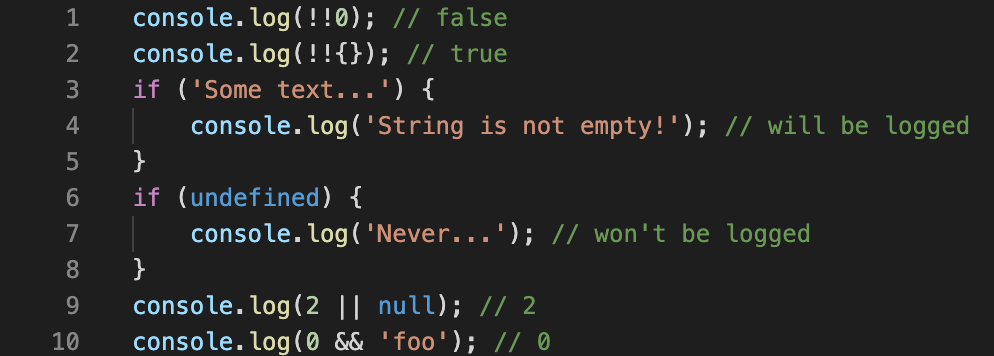 1 console.log(!!0); // false
2 console.log(!!{}); // true
3 if ('Some text...') {
4     console.log('String is not empty!'); // will be logged
5 }
6 if (undefined) {
7     console.log('Never...'); // won't be logged
8 }
9 console.log(2 || null); // 2
10 console.log(0 && 'foo'); // 0